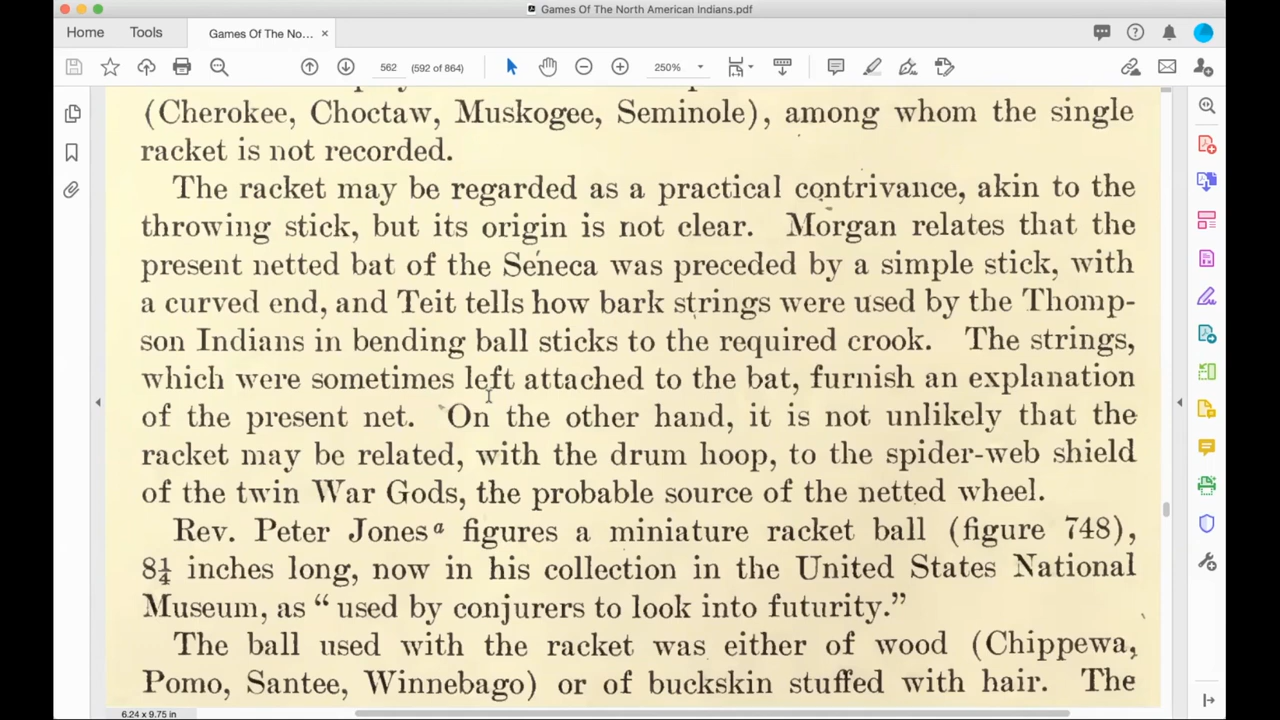 Games Of The North American Indians.pdf
Home Tools Games Of The No... ×
562 (592 of 864) 250%
(Cherokee, Choctaw, Muskogee, Seminole), among whom the single
racket is not recorded.
The racket may be regarded as a practical contrivance, akin to the
throwing stick, but its origin is not clear. Morgan relates that the
present netted bat of the Seneca was preceded by a simple stick, with
a curved end, and Teit tells how bark strings were used by the Thomp-
son Indians in bending ball sticks to the required crook. The strings,
which were sometimes left attached to the bat, furnish an explanation
of the present net. On the other hand, it is not unlikely that the
racket may be related, with the drum hoop, to the spider-web shield
of the twin War Gods, the probable source of the netted wheel.
Rev. Peter Jones a figures a miniature racket ball (figure 748),
8¼ inches long, now in his collection in the United States National
Museum, as “ used by conjurers to look into futurity.”
The ball used with the racket was either of wood (Chippewa,
Pomo, Santee, Winnebago) or of buckskin stuffed with hair. The
6.24 x 9.75 in